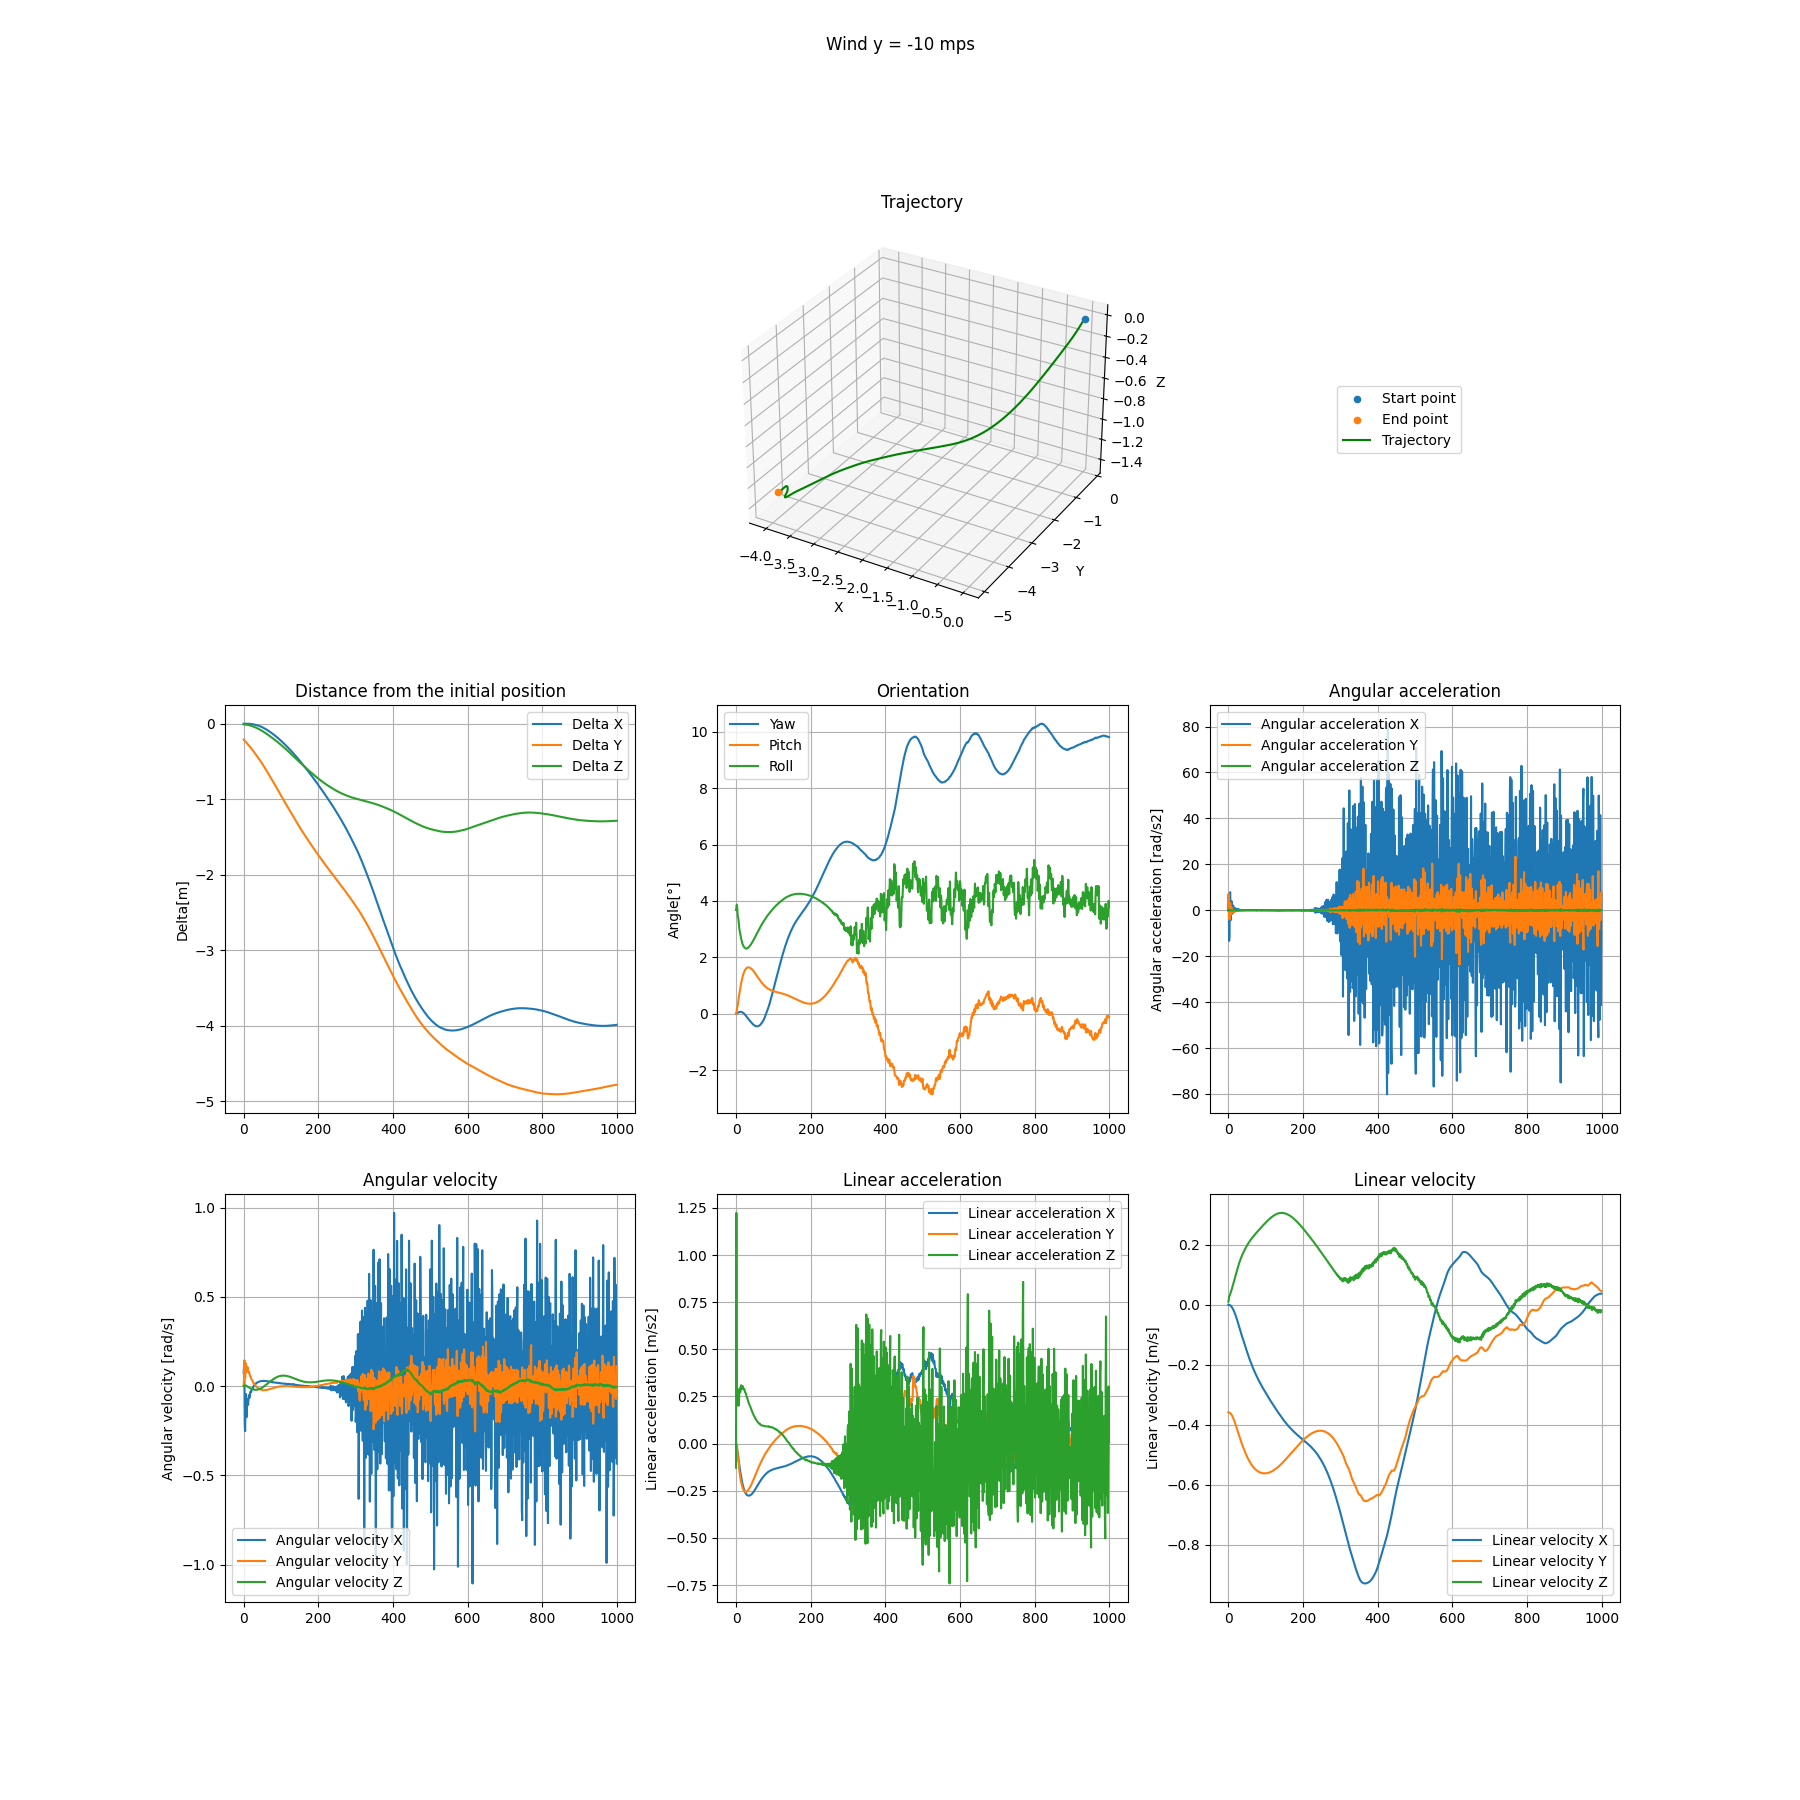 Wind y = -10 mps
Trajectory
0.0
−0.2
−0.4
−0.6
−0.8
−1.0
−1.2
−1.4
Z
0
−1
−2
−3
−4
−5
Y
−4.0
−3.5
−3.0
−2.5
−2.0
−1.5
−1.0
−0.5
0.0
X
Start point
End point
Trajectory
Distance from the initial position
Delta[m]
0
−1
−2
−3
−4
−5
Delta X
Delta Y
Delta Z
0 200 400 600 800 1000
Orientation
Angle[°]
10
8
6
4
2
0
−2
Yaw
Pitch
Roll
0 200 400 600 800 1000
Angular acceleration
Angular acceleration [rad/s2]
80
60
40
20
0
−20
−40
−60
−80
Angular acceleration X
Angular acceleration Y
Angular acceleration Z
0 200 400 600 800 1000
Angular velocity
Angular velocity [rad/s]
1.0
0.5
0.0
−0.5
−1.0
Angular velocity X
Angular velocity Y
Angular velocity Z
0 200 400 600 800 1000
Linear acceleration
Linear acceleration [m/s2]
1.25
1.00
0.75
0.50
0.25
0.00
−0.25
−0.50
−0.75
Linear acceleration X
Linear acceleration Y
Linear acceleration Z
0 200 400 600 800 1000
Linear velocity
Linear velocity [m/s]
0.2
0.0
−0.2
−0.4
−0.6
−0.8
Linear velocity X
Linear velocity Y
Linear velocity Z
0 200 400 600 800 1000